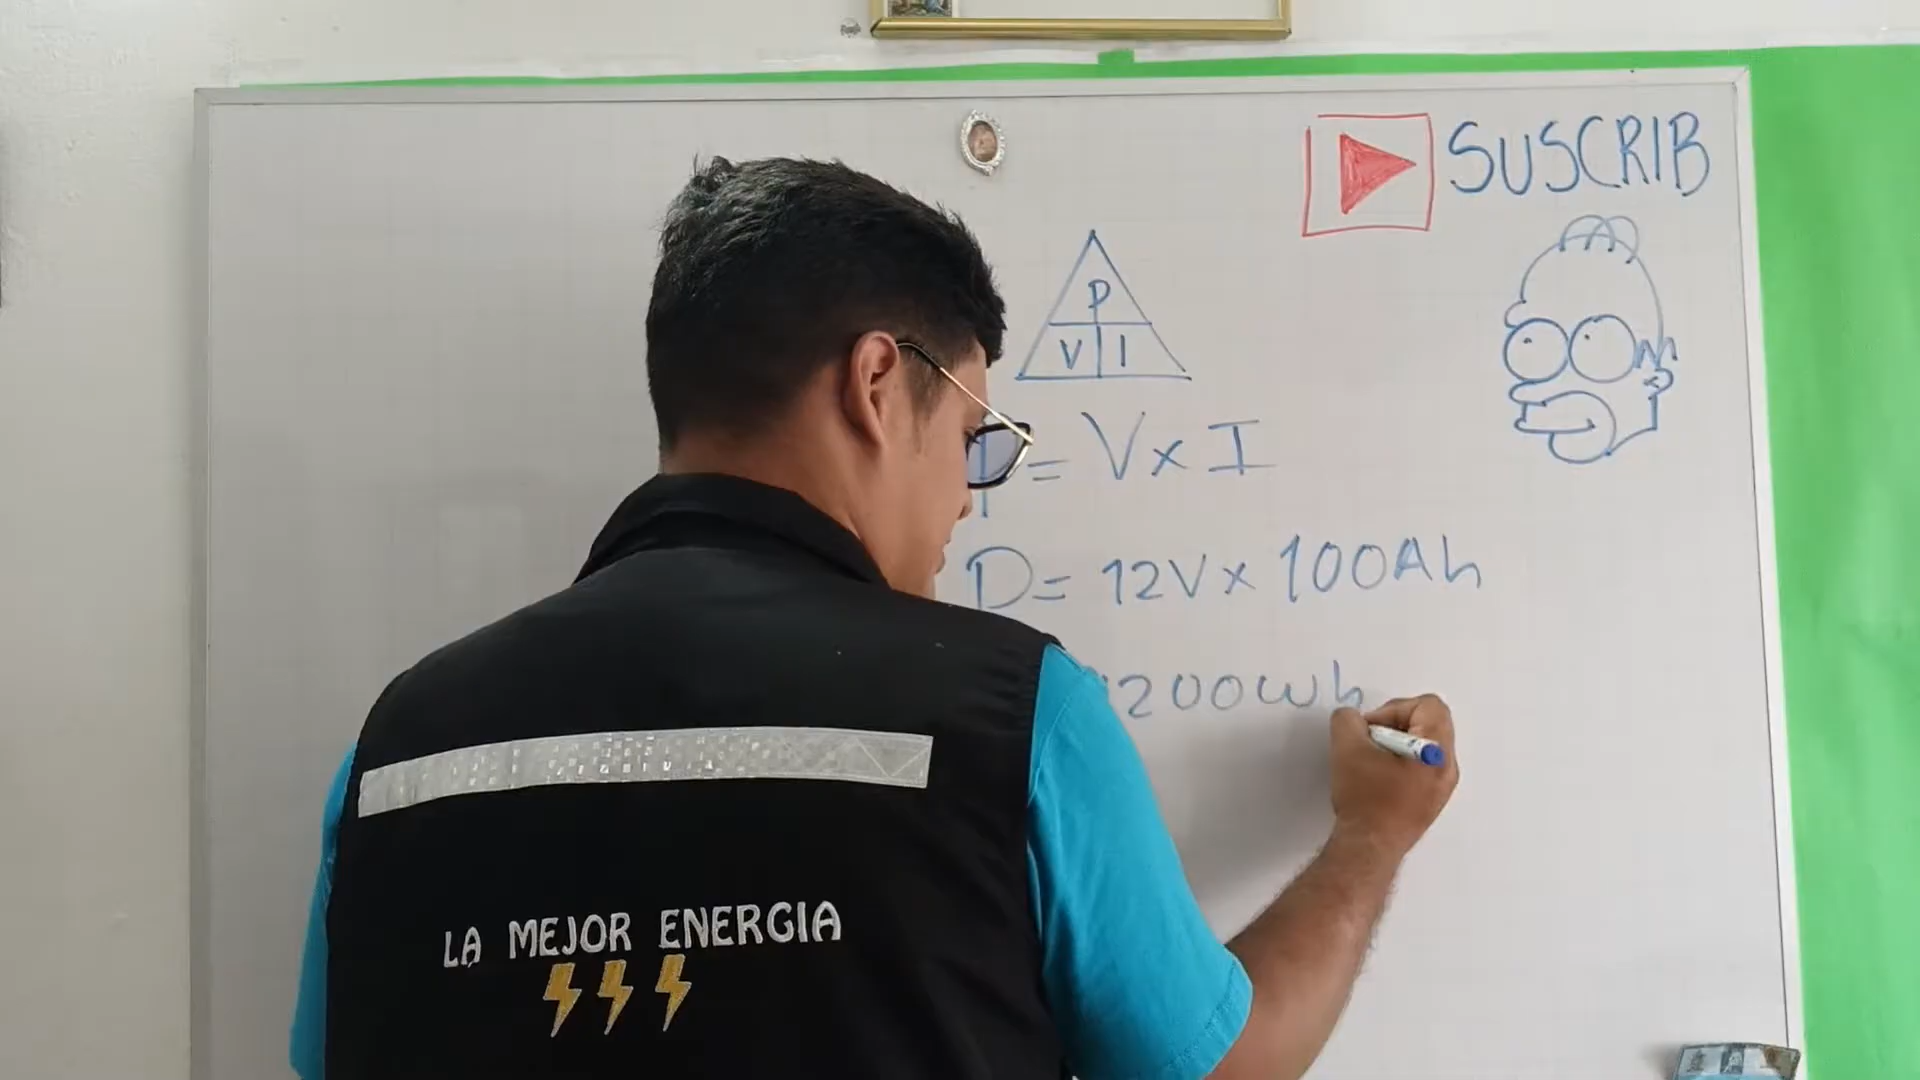 SUSCRIB
P
V I
P = V x I
P = 12V x 100Ah
1200Wh
LA MEJOR ENERGIA